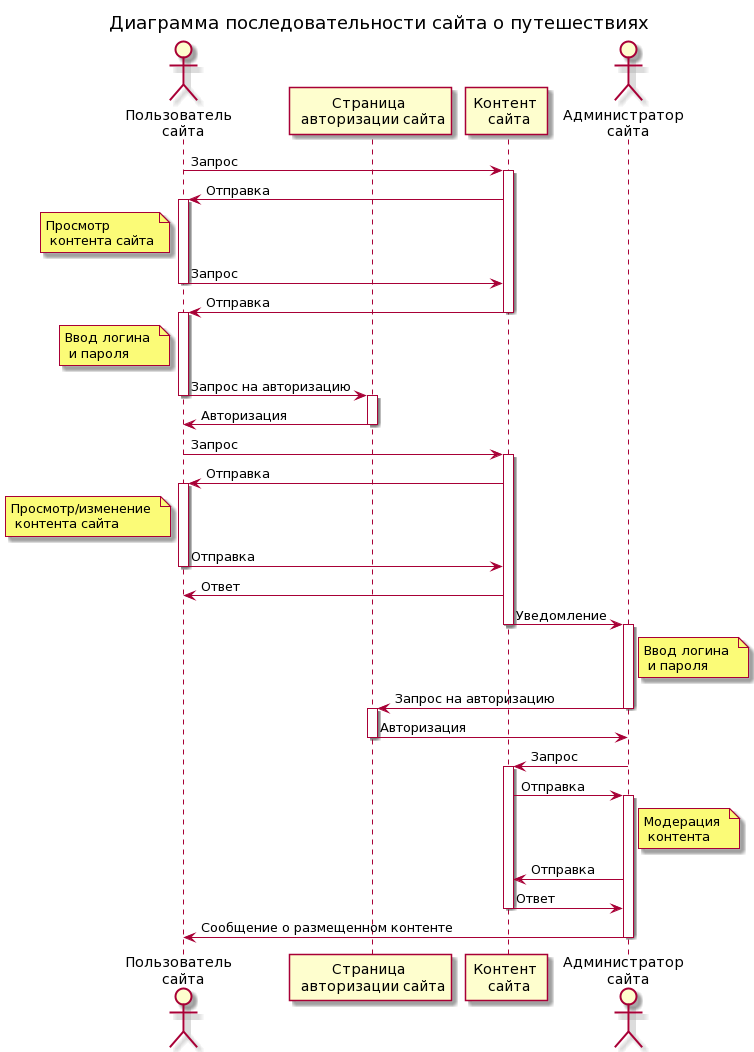 Диаграмма последовательности сайта о путешествиях
Пользователь
сайта
Страница
авторизации сайта
Контент
сайта
Администратор
сайта
Запрос
Отправка
Просмотр
контента сайта
Запрос
Отправка
Ввод логина
и пароля
Запрос на авторизацию
Авторизация
Запрос
Отправка
Просмотр/изменение
контента сайта
Отправка
Ответ
Уведомление
Ввод логина
и пароля
Запрос на авторизацию
Авторизация
Запрос
Отправка
Модерация
контента
Отправка
Ответ
Сообщение о размещенном контенте
Пользователь
сайта
Страница
авторизации сайта
Контент
сайта
Администратор
сайта